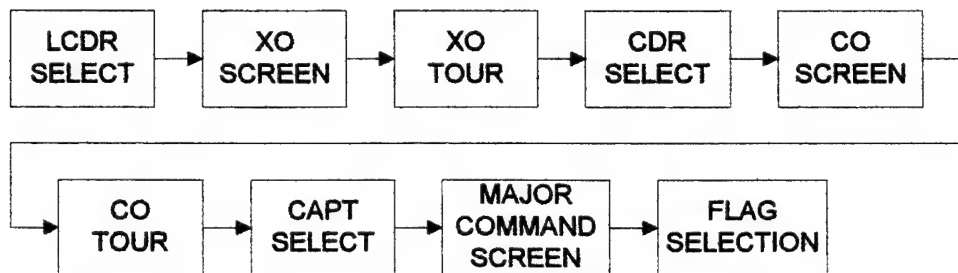 LCDR
SELECT
XO
SCREEN
XO
TOUR
CDR
SELECT
CO
SCREEN
CO
TOUR
CAPT
SELECT
MAJOR
COMMAND
SCREEN
FLAG
SELECTION